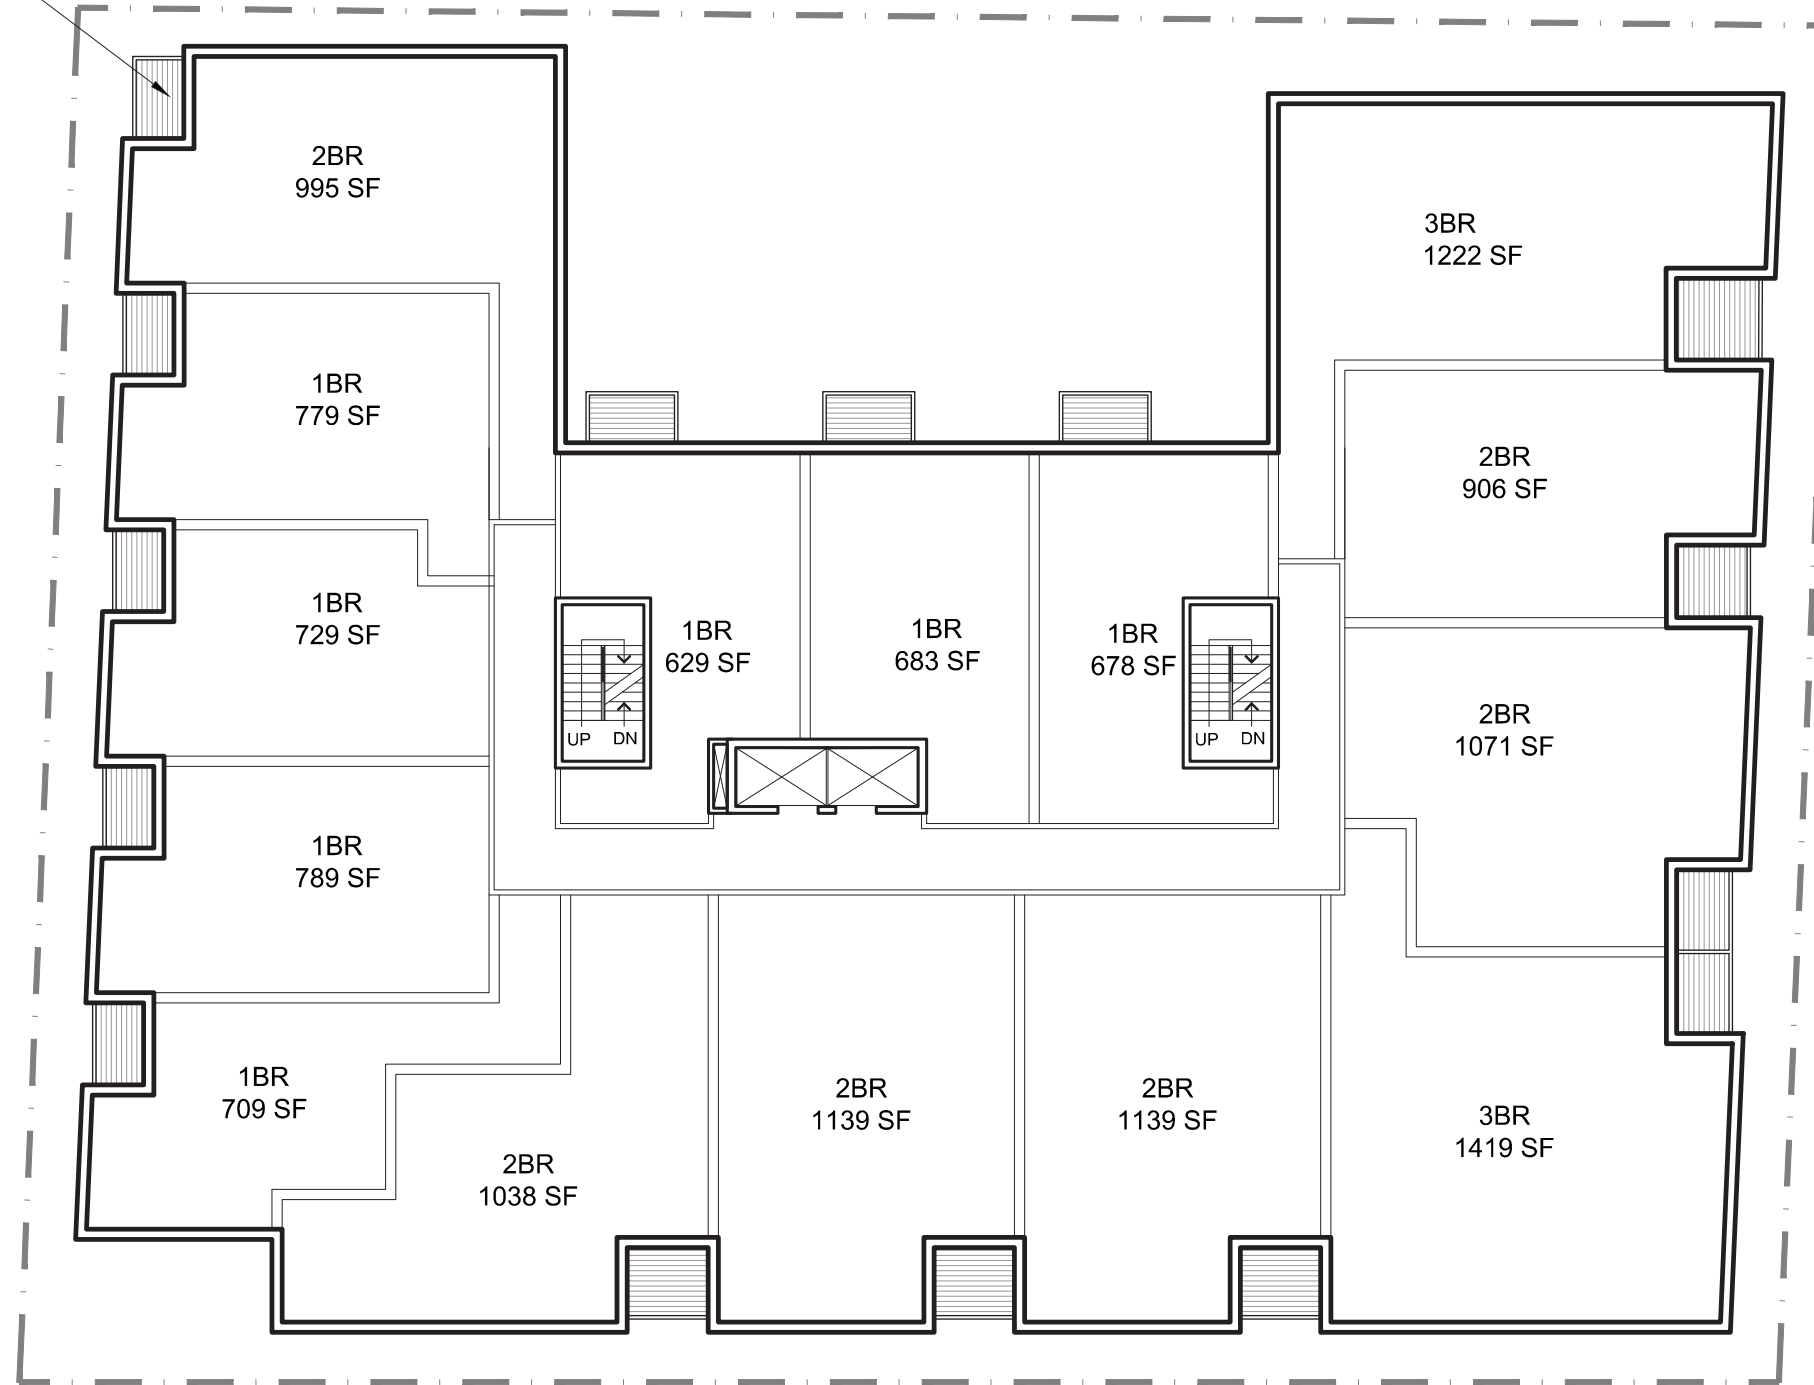 2BR
995 SF
3BR
1222 SF
1BR
779 SF
2BR
906 SF
1BR
729 SF
1BR
629 SF
1BR
683 SF
1BR
678 SF
UP DN
UP DN
2BR
1071 SF
1BR
789 SF
1BR
709 SF
2BR
1038 SF
2BR
1139 SF
2BR
1139 SF
3BR
1419 SF